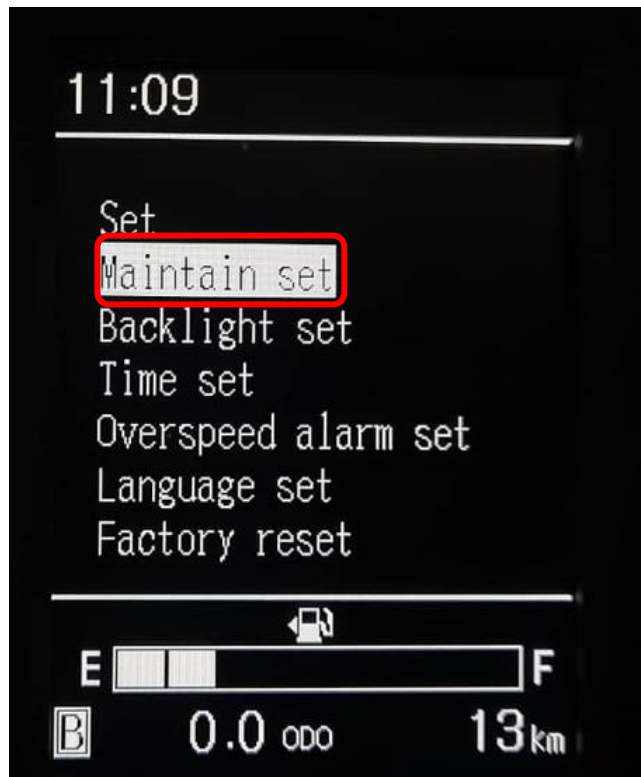 11:09
Set
Maintain set
Backlight set
Time set
Overspeed alarm set
Language set
Factory reset
E F
B 0.0 ODO 13km